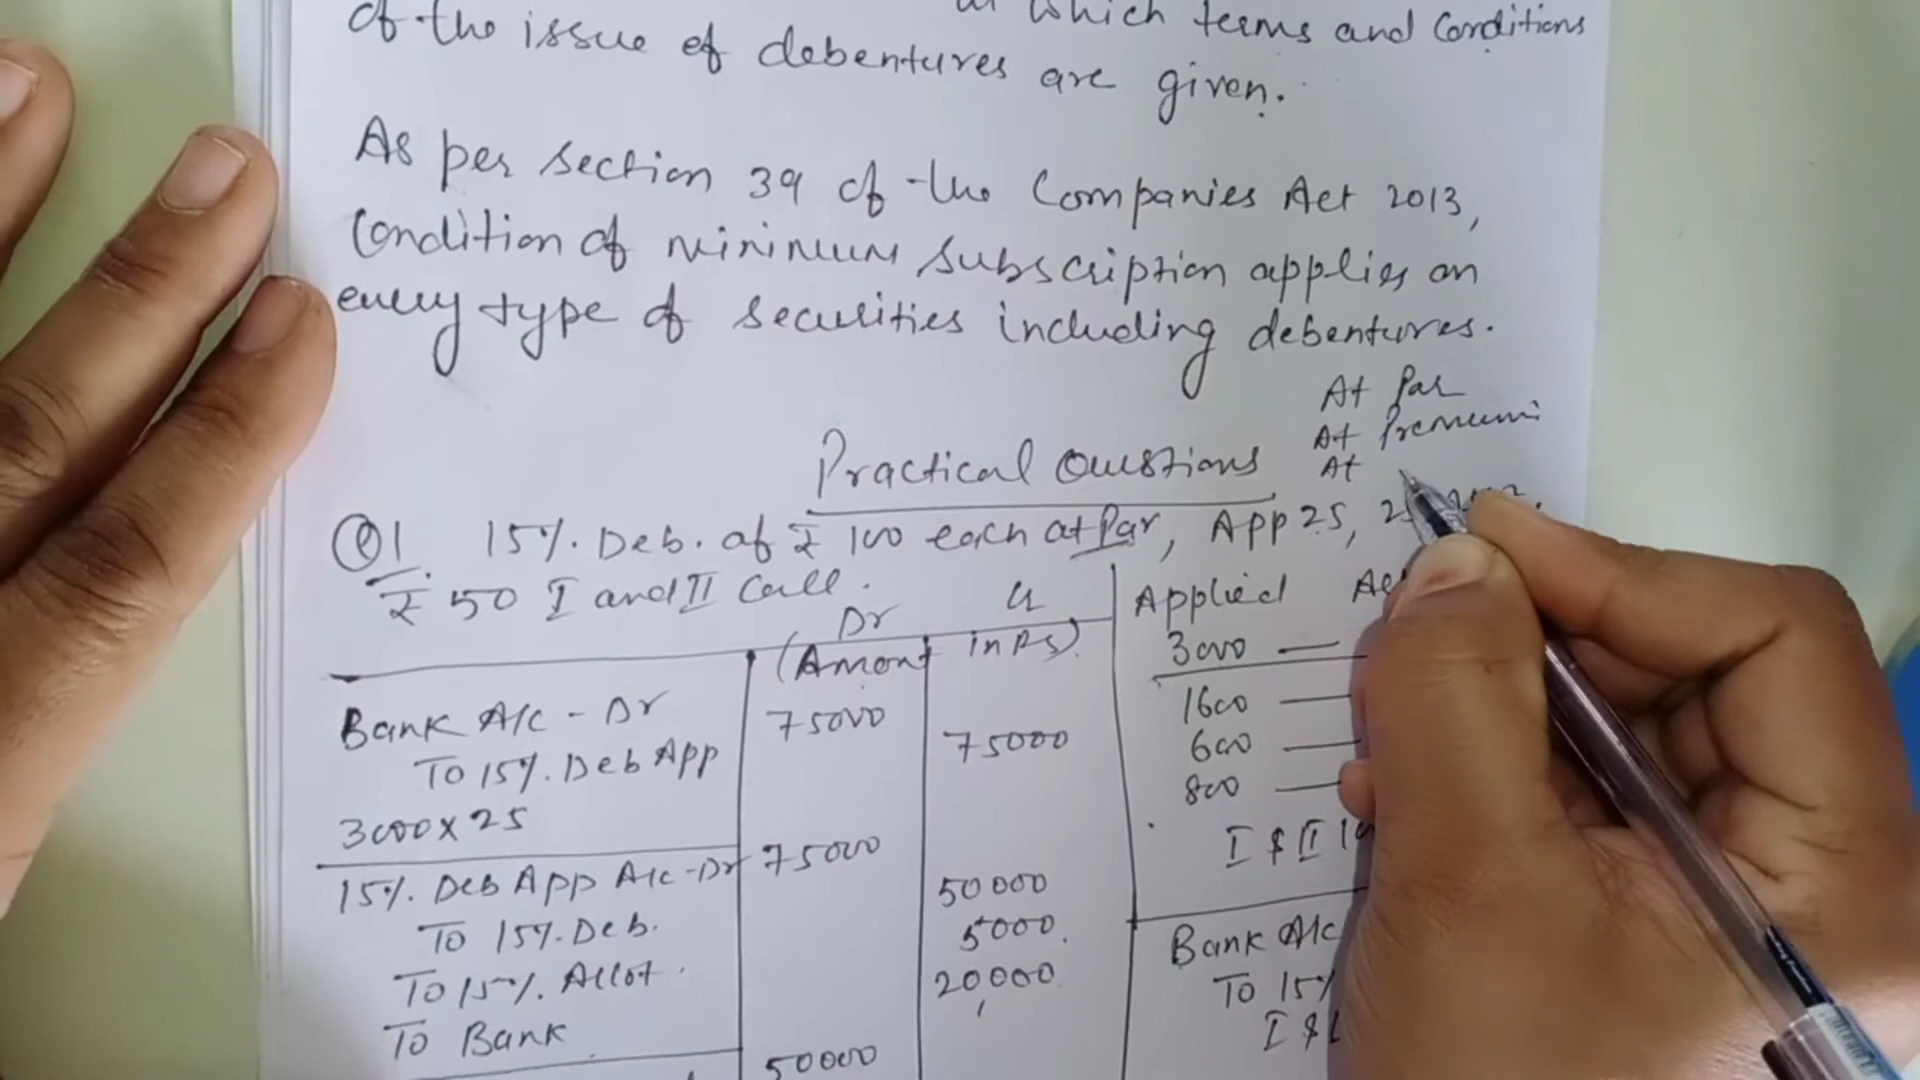 which terms and Conditions
of the issue of debentures are given.
As per section 39 of the Companies Act 2013,
Condition of minimum subscription applies on
every type of securities including debentures.
At Par
At Premium
At
Practical Questions
Q1. 15%. Deb. of ₹ 100 each at Par, App 25,
₹ 50 I and II Call.
Dr Cr
(Amount in Rs).
Bank A/c - Dr 75000
To 15%. Deb App 75000
3000 x 25
15%. Deb App A/c - Dr 75000
To 15%. Deb. 50000
To 15%. Allot. 5000.
To Bank 20000
50000
Applied
3000 —
1600 —
600 —
800 —
I & II
Bank A/c
To 15%
I &